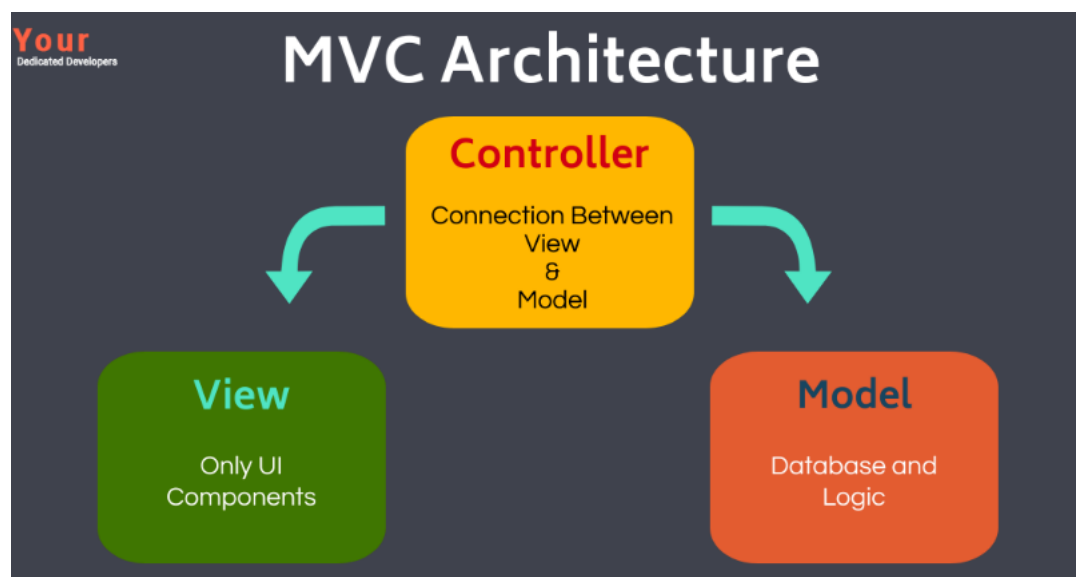 Your
Dedicated Developers
MVC Architecture
Controller
Connection Between
View
&
Model
View
Only UI
Components
Model
Database and
Logic